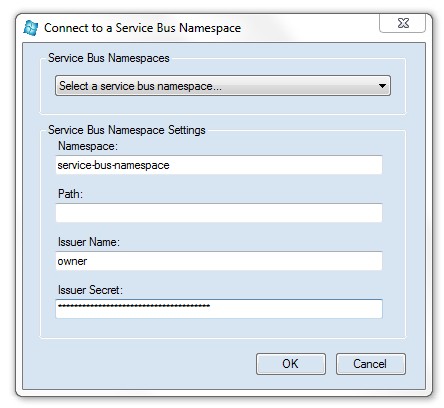 Connect to a Service Bus Namespace
Service Bus Namespaces
Select a service bus namespace...
Service Bus Namespace Settings
Namespace:
service-bus-namespace
Path:
Issuer Name:
owner
Issuer Secret:
****************************************
OK Cancel